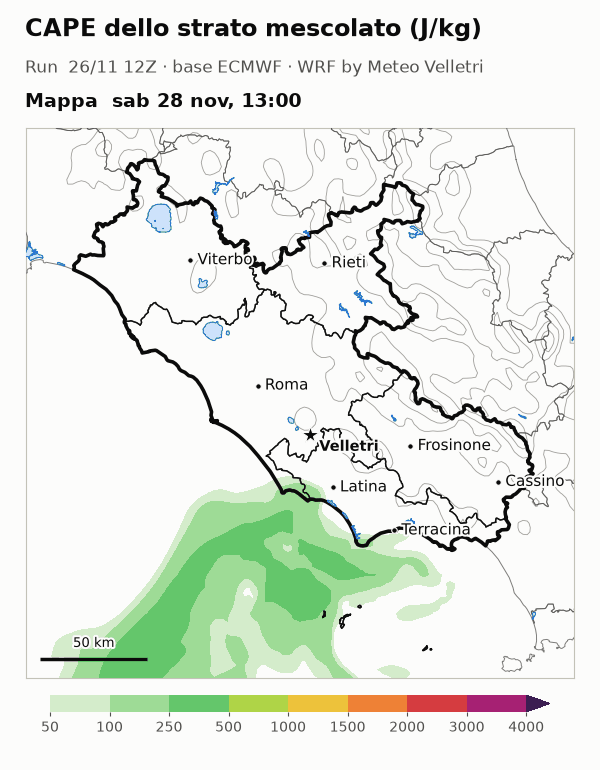 CAPE dello strato mescolato (J/kg)
Run  26/11 12Z · base ECMWF · WRF by Meteo Velletri
Mappa  sab 28 nov, 13:00
Viterbo
Rieti
Roma
Velletri
Frosinone
Cassino
Latina
Terracina
50 km
50 100 250 500 1000 1500 2000 3000 4000